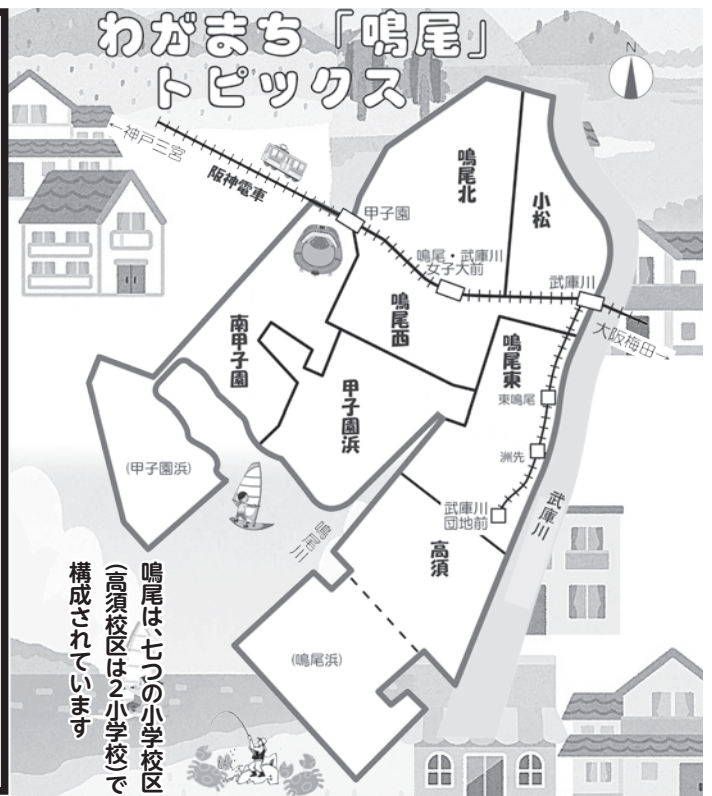 わがまち「鳴尾」
トピックス
N
←神戸三宮
阪神電車
甲子園
鳴尾北
小松
鳴尾・武庫川
女子大前
武庫川
大阪梅田→
鳴尾西
南甲子園
鳴尾東
東鳴尾
甲子園浜
洲先
(甲子園浜)
武庫川
団地前
武庫川
鳴尾川
高須
(鳴尾浜)
鳴尾は、七つの小学校区
(高須校区は2小学校)で
構成されています